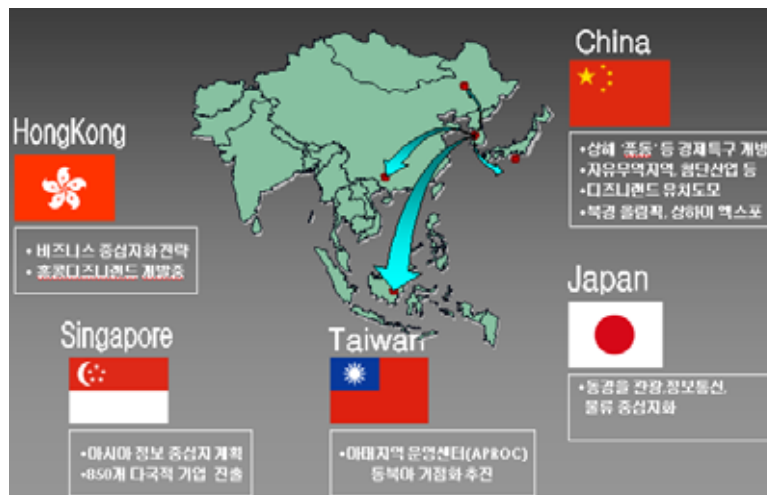 China
• 상해 '푸동' 등 경제특구 개방
• 자유무역지역, 첨단산업 등
• 디즈니랜드 유치도모
• 북경 올림픽, 상하이 엑스포
HongKong
• 비즈니스 중심지화 전략
• 홍콩디즈니랜드 개발중
Japan
• 동경을 관광,정보통신,
물류 중심지화
Singapore
• 아시아 정보 중심지 계획
• 850개 다국적 기업 진출
Taiwan
• 아태지역 운영센터(APROC)
동북아 거점화 추진